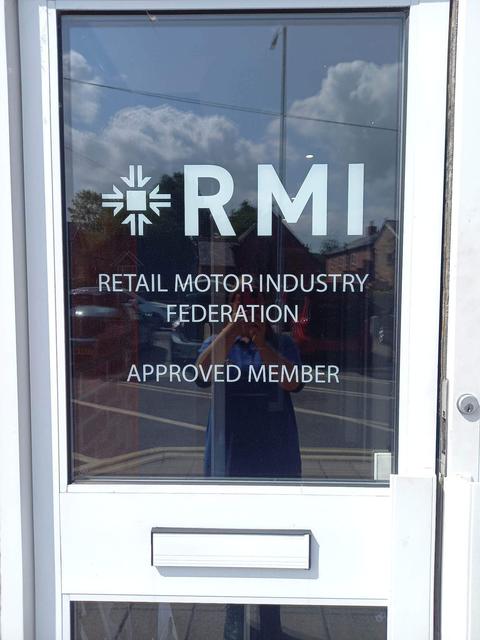 RMI
RETAIL MOTOR INDUSTRY
FEDERATION
APPROVED MEMBER